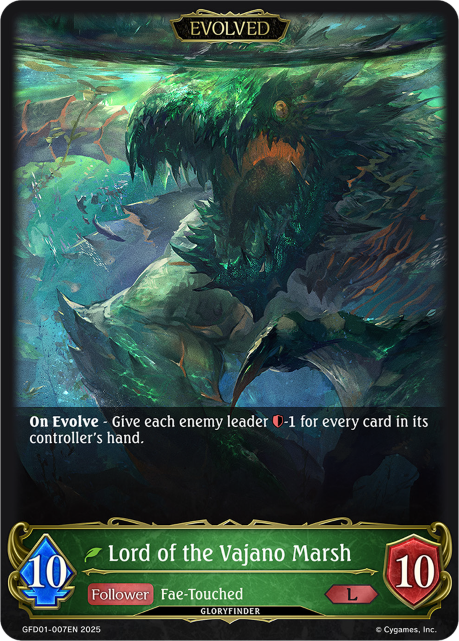 EVOLVED
On Evolve - Give each enemy leader -1 for every card in its
controller's hand.
10
Lord of the Vajano Marsh
10
Follower Fae-Touched L
GLORYFINDER
GFD01-007EN 2025 © Cygames, Inc.